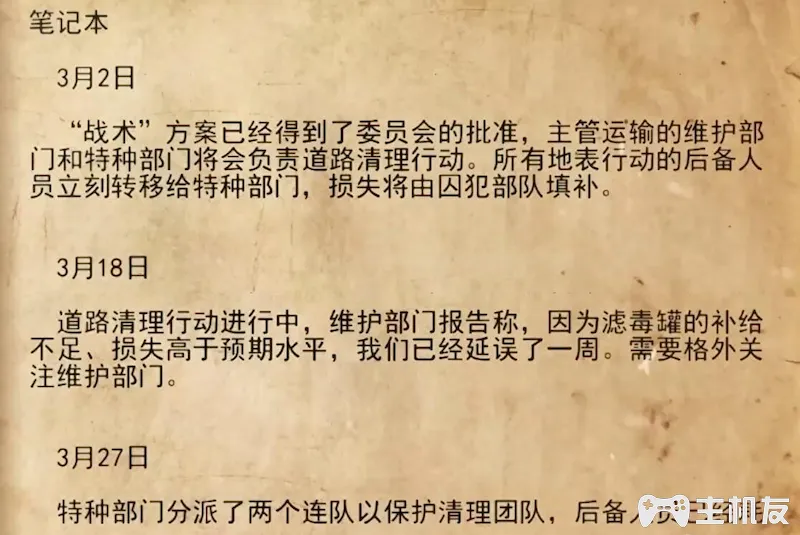 笔记本
3月2日
“战术”方案已经得到了委员会的批准，主管运输的维护部
门和特种部门将会负责道路清理行动。所有地表行动的后备人
员立刻转移给特种部门，损失将由囚犯部队填补。
3月18日
道路清理行动进行中，维护部门报告称，因为滤毒罐的补给
不足、损失高于预期水平，我们已经延误了一周。需要格外关
注维护部门。
3月27日
特种部门分派了两个连队以保护清理团队，后备人员已经
主机友